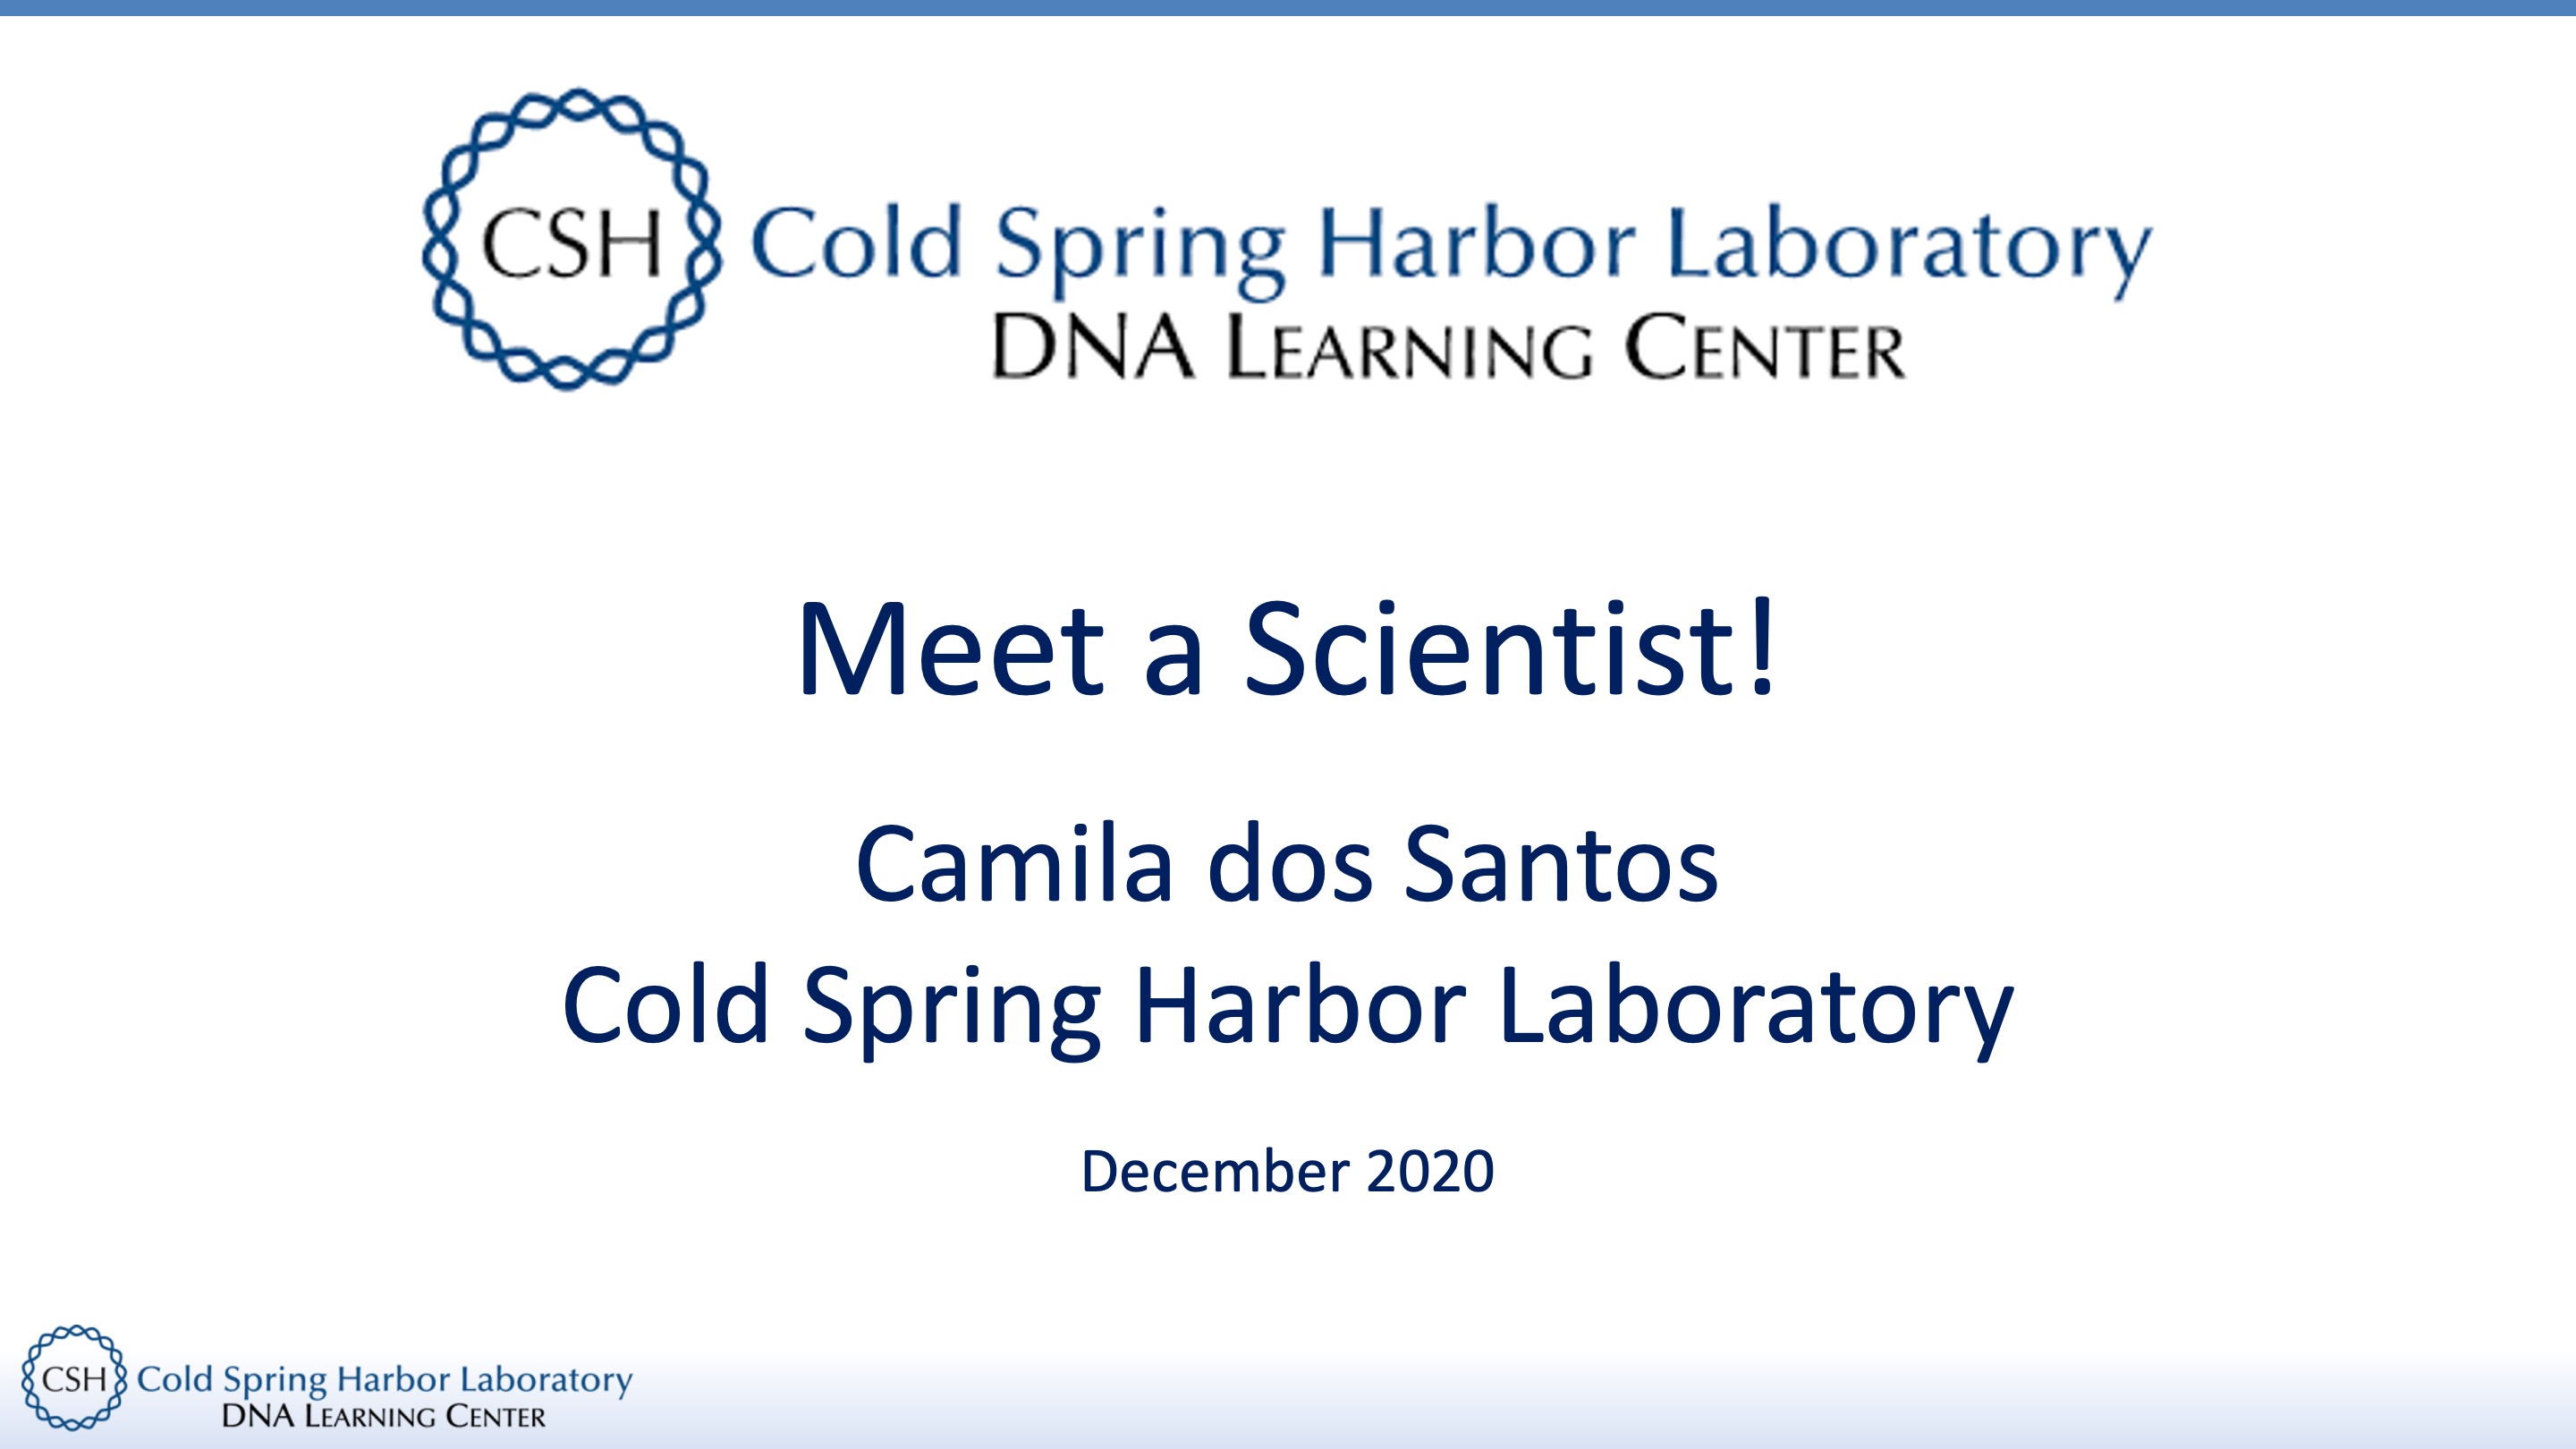 CSH
Cold Spring Harbor Laboratory
DNA LEARNING CENTER
Meet a Scientist!
Camila dos Santos
Cold Spring Harbor Laboratory
December 2020
CSH
Cold Spring Harbor Laboratory
DNA LEARNING CENTER